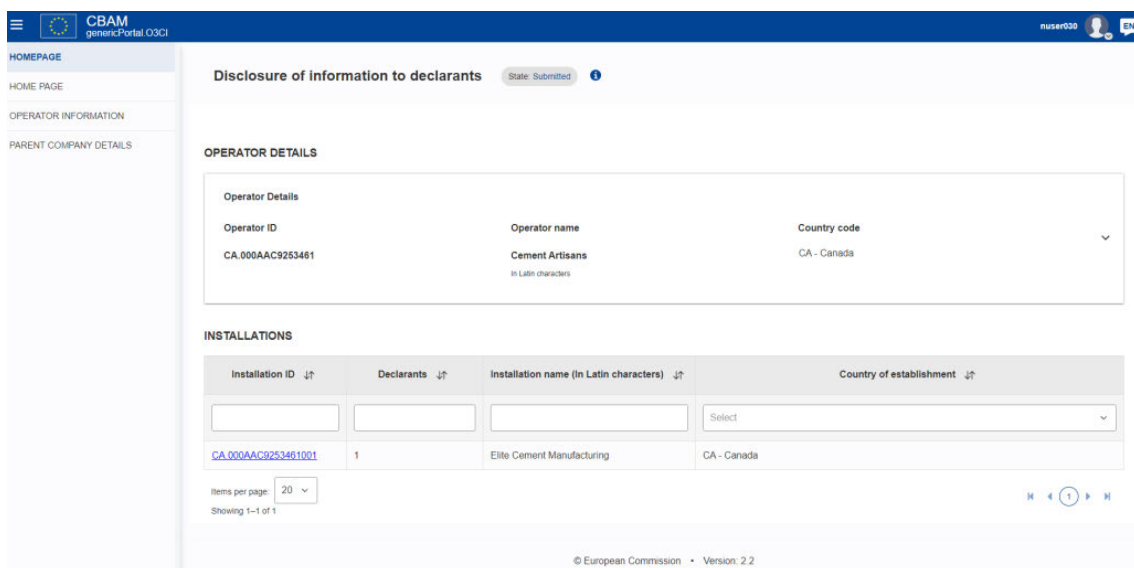 CBAM
genericPortal.O3CI
nuser030
EN
HOMEPAGE
HOME PAGE
OPERATOR INFORMATION
PARENT COMPANY DETAILS
Disclosure of information to declarants State: Submitted
OPERATOR DETAILS
Operator Details
Operator ID Operator name Country code
CA.000AAC9253461 Cement Artisans CA - Canada
In Latin characters
INSTALLATIONS
Installation ID Declarants Installation name (In Latin characters) Country of establishment
Select
CA.000AAC9253461001 1 Elite Cement Manufacturing CA - Canada
Items per page: 20
1
Showing 1–1 of 1
© European Commission • Version: 2.2